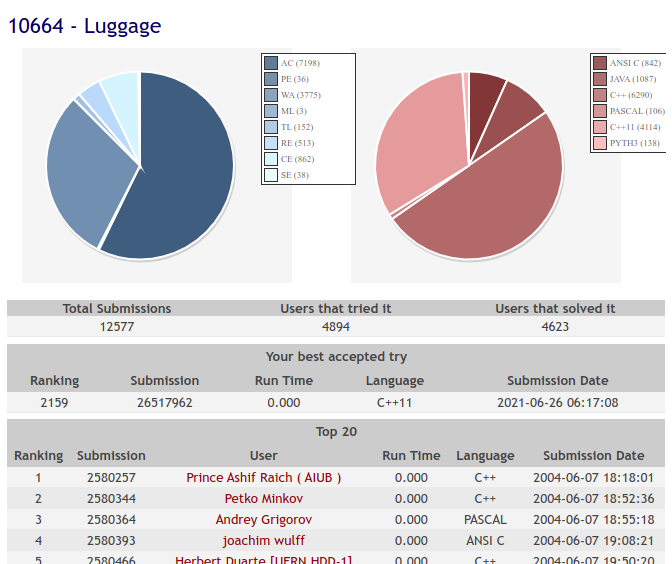 10664 - Luggage
AC (7198)
PE (36)
WA (3775)
ML (3)
TL (152)
RE (513)
CE (862)
SE (38)
ANSI C (842)
JAVA (1087)
C++ (6290)
PASCAL (106)
C++11 (4114)
PYTH3 (138)
Total Submissions Users that tried it Users that solved it
12577 4894 4623
Your best accepted try
Ranking Submission Run Time Language Submission Date
2159 26517962 0.000 C++11 2021-06-26 06:17:08
Top 20
Ranking Submission User Run Time Language Submission Date
1 2580257 Prince Ashif Raich ( AIUB ) 0.000 C++ 2004-06-07 18:18:01
2 2580344 Petko Minkov 0.000 C++ 2004-06-07 18:52:36
3 2580364 Andrey Grigorov 0.000 PASCAL 2004-06-07 18:55:18
4 2580393 joachim wulff 0.000 ANSI C 2004-06-07 19:08:21
5 2580466 Herbert Duarte [UFRN HDD-1] 0.000 C++ 2004-06-07 19:50:20